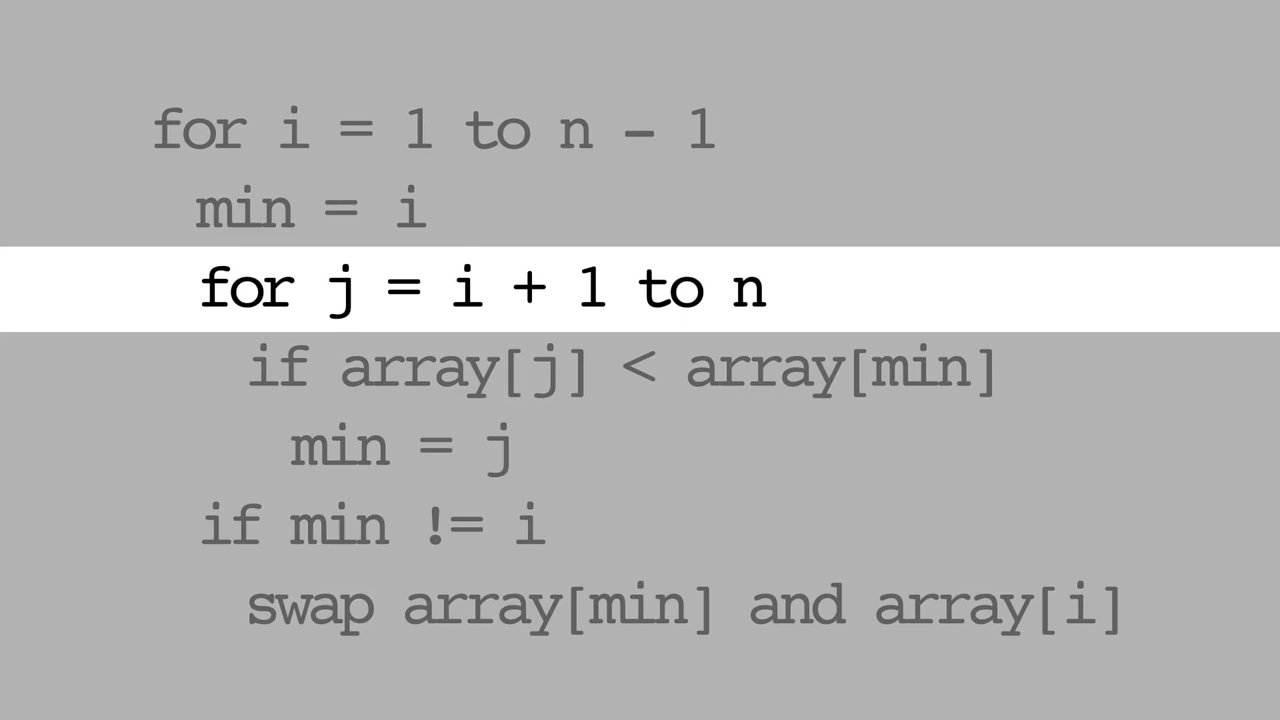 for i = 1 to n – 1
min = i
for j = i + 1 to n
if array[j] < array[min]
min = j
if min != i
swap array[min] and array[i]